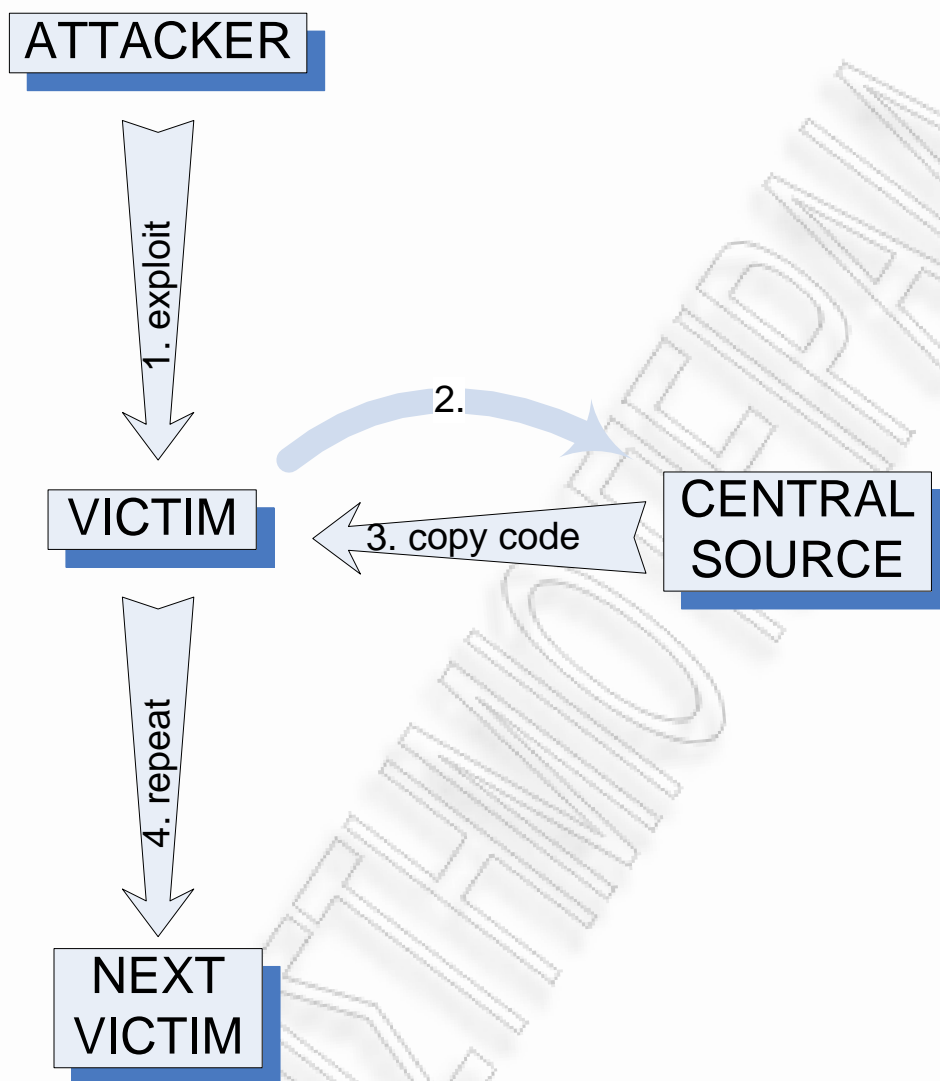 ATTACKER
1. exploit
2.
VICTIM
3. copy code
CENTRAL
SOURCE
4. repeat
NEXT
VICTIM